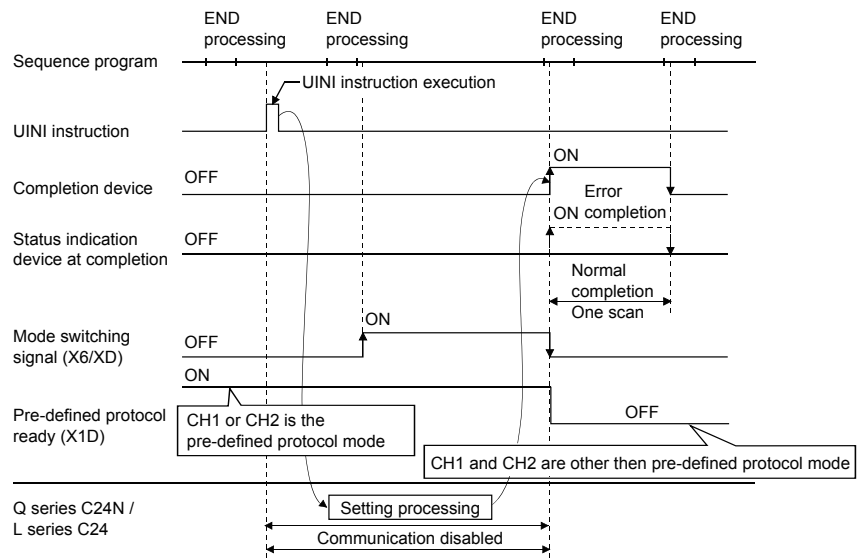 END processing
END processing
END processing
END processing
Sequence program
UINI instruction execution
UINI instruction
ON
Completion device
OFF
Error
ON completion
Status indication
device at completion
OFF
Normal
completion
One scan
ON
Mode switching
signal (X6/XD)
OFF
ON
Pre-defined protocol
ready (X1D)
CH1 or CH2 is the
pre-defined protocol mode
OFF
CH1 and CH2 are other then pre-defined protocol mode
Q series C24N /
L series C24
Setting processing
Communication disabled